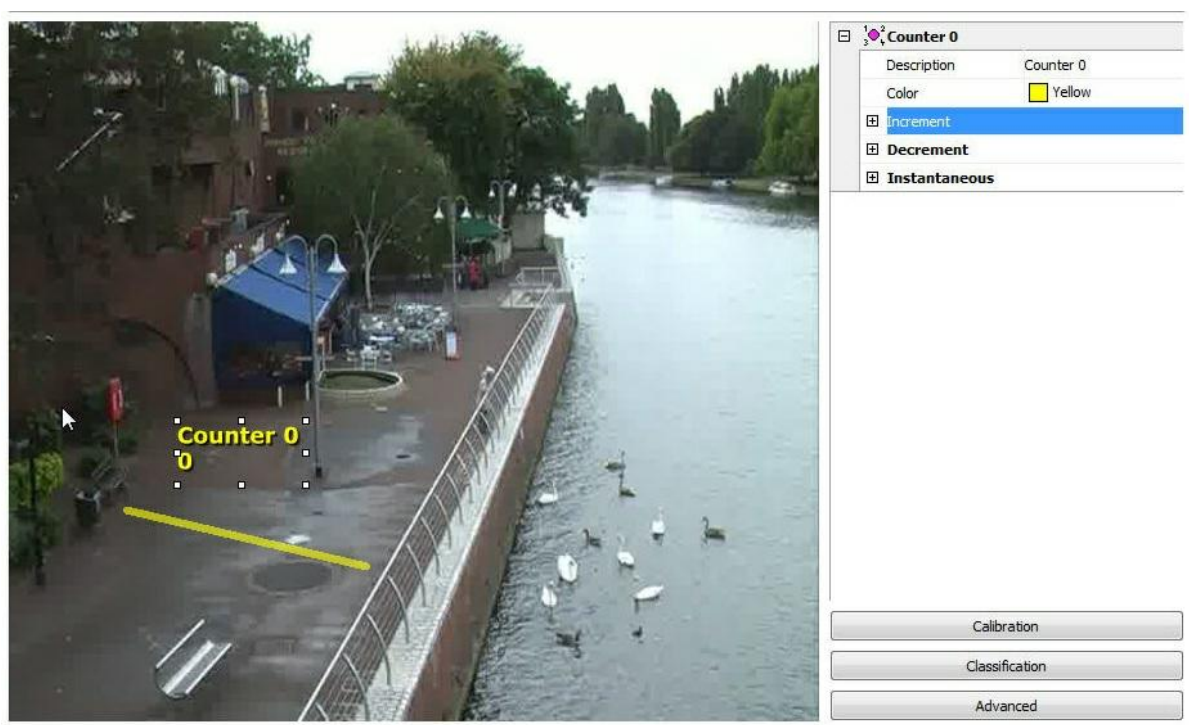 Counter 0
Description Counter 0
Color Yellow
Increment
Decrement
Instantaneous
Counter 0
0
Calibration
Classification
Advanced